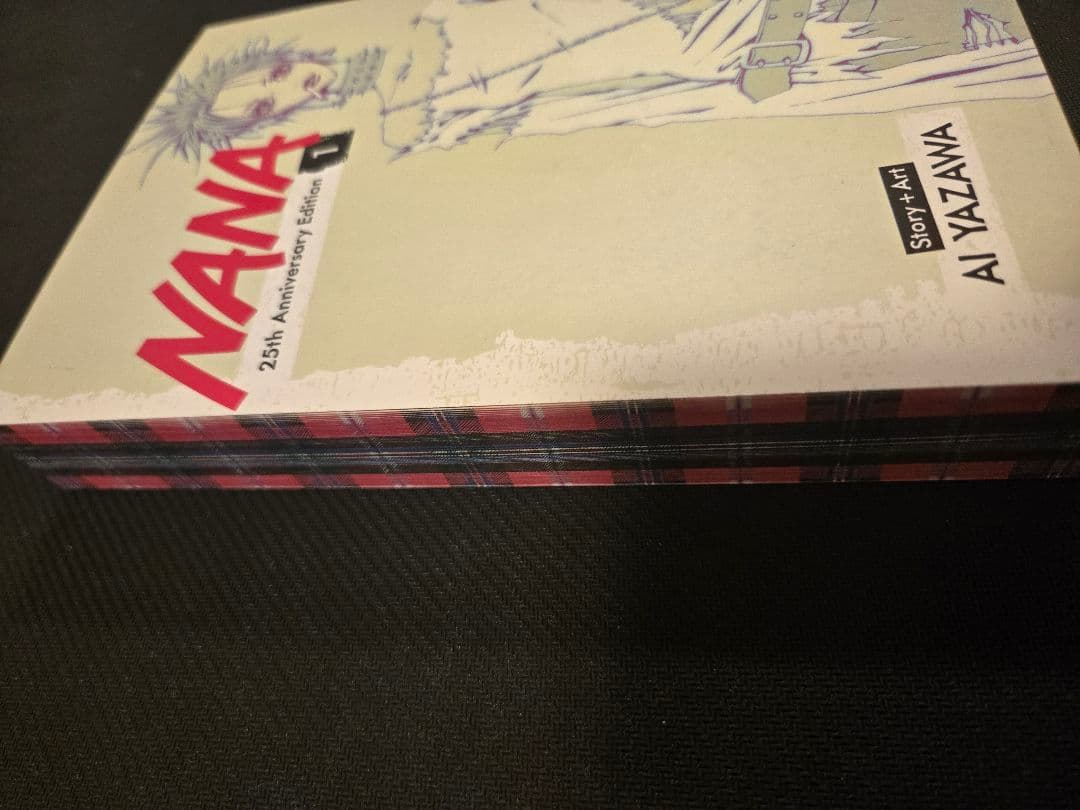 NANA
25th Anniversary Edition 1
Story + Art
AI YAZAWA